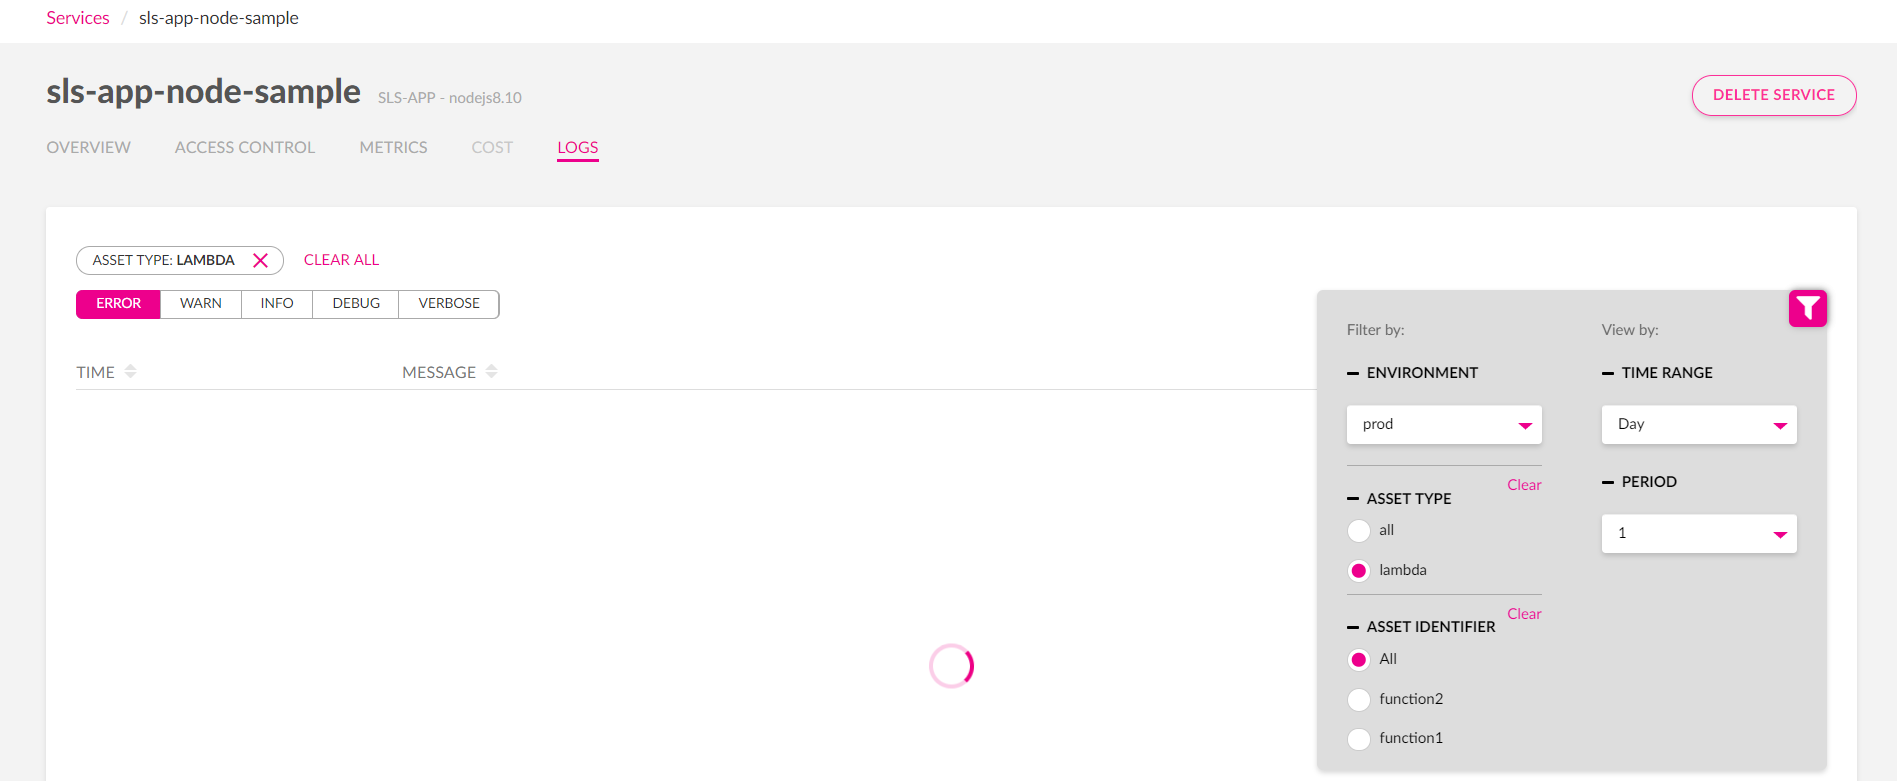 Services / sls-app-node-sample
sls-app-node-sample SLS-APP - nodejs8.10
DELETE SERVICE
OVERVIEW ACCESS CONTROL METRICS COST LOGS
ASSET TYPE: LAMBDA CLEAR ALL
ERROR WARN INFO DEBUG VERBOSE
TIME MESSAGE
Filter by:
ENVIRONMENT
prod
Clear
ASSET TYPE
all
lambda
Clear
ASSET IDENTIFIER
All
function2
function1
View by:
TIME RANGE
Day
PERIOD
1